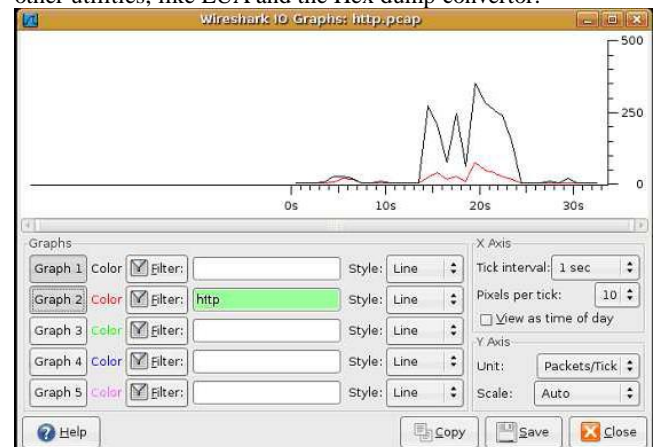 other utilities, like LUA and the Hex dump convertor.
Wireshark IO Graphs: http.pcap
500
250
0
0s 10s 20s 30s
Graphs
Graph 1 Color Filter: Style: Line
Graph 2 Color Filter: http Style: Line
Graph 3 Color Filter: Style: Line
Graph 4 Color Filter: Style: Line
Graph 5 Color Filter: Style: Line
X Axis
Tick interval: 1 sec
Pixels per tick: 10
View as time of day
Y Axis
Unit: Packets/Tick
Scale: Auto
Help Copy Save Close